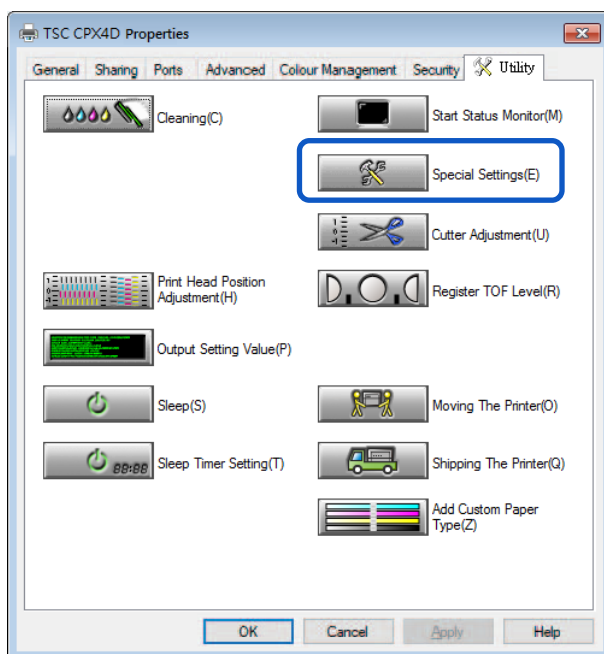 TSC CPX4D Properties
General Sharing Ports Advanced Colour Management Security Utility
Cleaning(C)
Start Status Monitor(M)
Special Settings(E)
Cutter Adjustment(U)
Print Head Position
Adjustment(H)
Register TOF Level(R)
Output Setting Value(P)
Sleep(S)
Moving The Printer(O)
Sleep Timer Setting(T)
Shipping The Printer(Q)
Add Custom Paper
Type(Z)
OK Cancel Apply Help